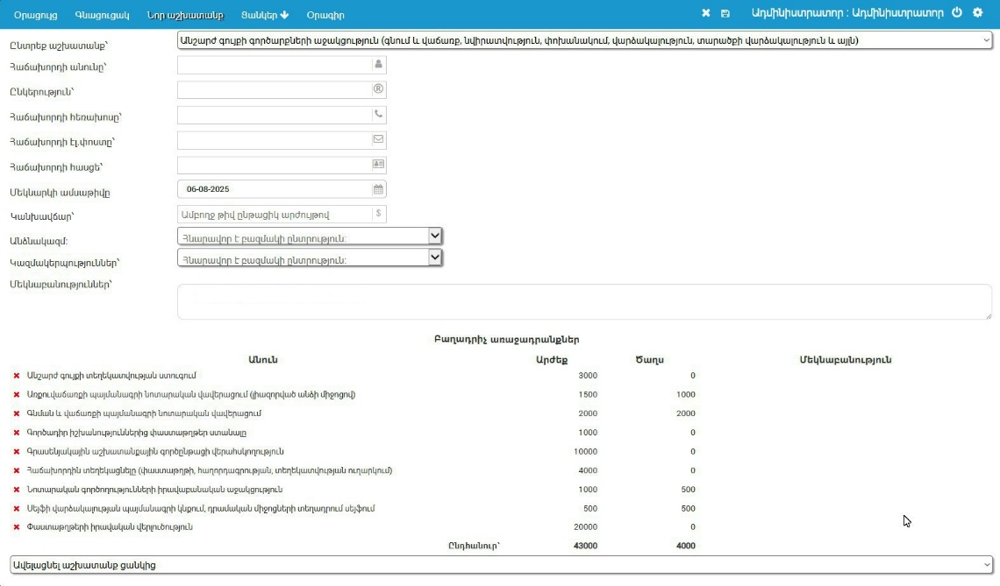 Օրացույց Գնացուցակ Նոր աշխատանք Ցանկեր Օրագիր Ադմինիստրատոր : Ադմինիստրատոր
Ընտրեք աշխատանք՝ Անշարժ գույքի գործարքների աջակցություն (գնում և վաճառք, նվիրատվություն, փոխանակում, վարձակալություն, տարածքի վարձակալություն և այլն)
Հաճախորդի անունը՝
Ընկերություն՝
Հաճախորդի հեռախոսը՝
Հաճախորդի էլ.փոստը՝
Հաճախորդի հասցե՝
Մեկնարկի ամսաթիվը 06-08-2025
Կանխավճար՝ Ամբողջ թիվ ընթացիկ արժույթով $
Անձնակազմ: Հնարավոր է բազմակի ընտրություն:
Կազմակերպություններ՝ Հնարավոր է բազմակի ընտրություն:
Մեկնաբանություններ՝
Բաղադրիչ առաջադրանքներ
Անուն Արժեք Ծաղս Մեկնաբանություն
Անշարժ գույքի տեղեկատվության ստուգում 3000 0
Առքուվաճառքի պայմանագրի նոտարական վավերացում (լիազորված անձի միջոցով) 1500 1000
Գնման և վաճառքի պայմանագրի նոտարական վավերացում 2000 2000
Գործադիր իշխանություններից փաստաթղթեր ստանալը 1000 0
Գրասենյակային աշխատանքային գործընթացի վերահսկողություն 10000 0
Հաճախորդին տեղեկացնելը (փաստաթղթի, հաղորդագրության, տեղեկատվության ուղարկում) 4000 0
Նոտարական գործողությունների իրավաբանական աջակցություն 1000 500
Սեյֆի վարձակալության պայմանագրի կնքում, դրամական միջոցների տեղադրում սեյֆում 500 500
Փաստաթղթերի իրավական վերլուծություն 20000 0
Ընդհանուր՝ 43000 4000
Ավելացնել աշխատանք ցանկից